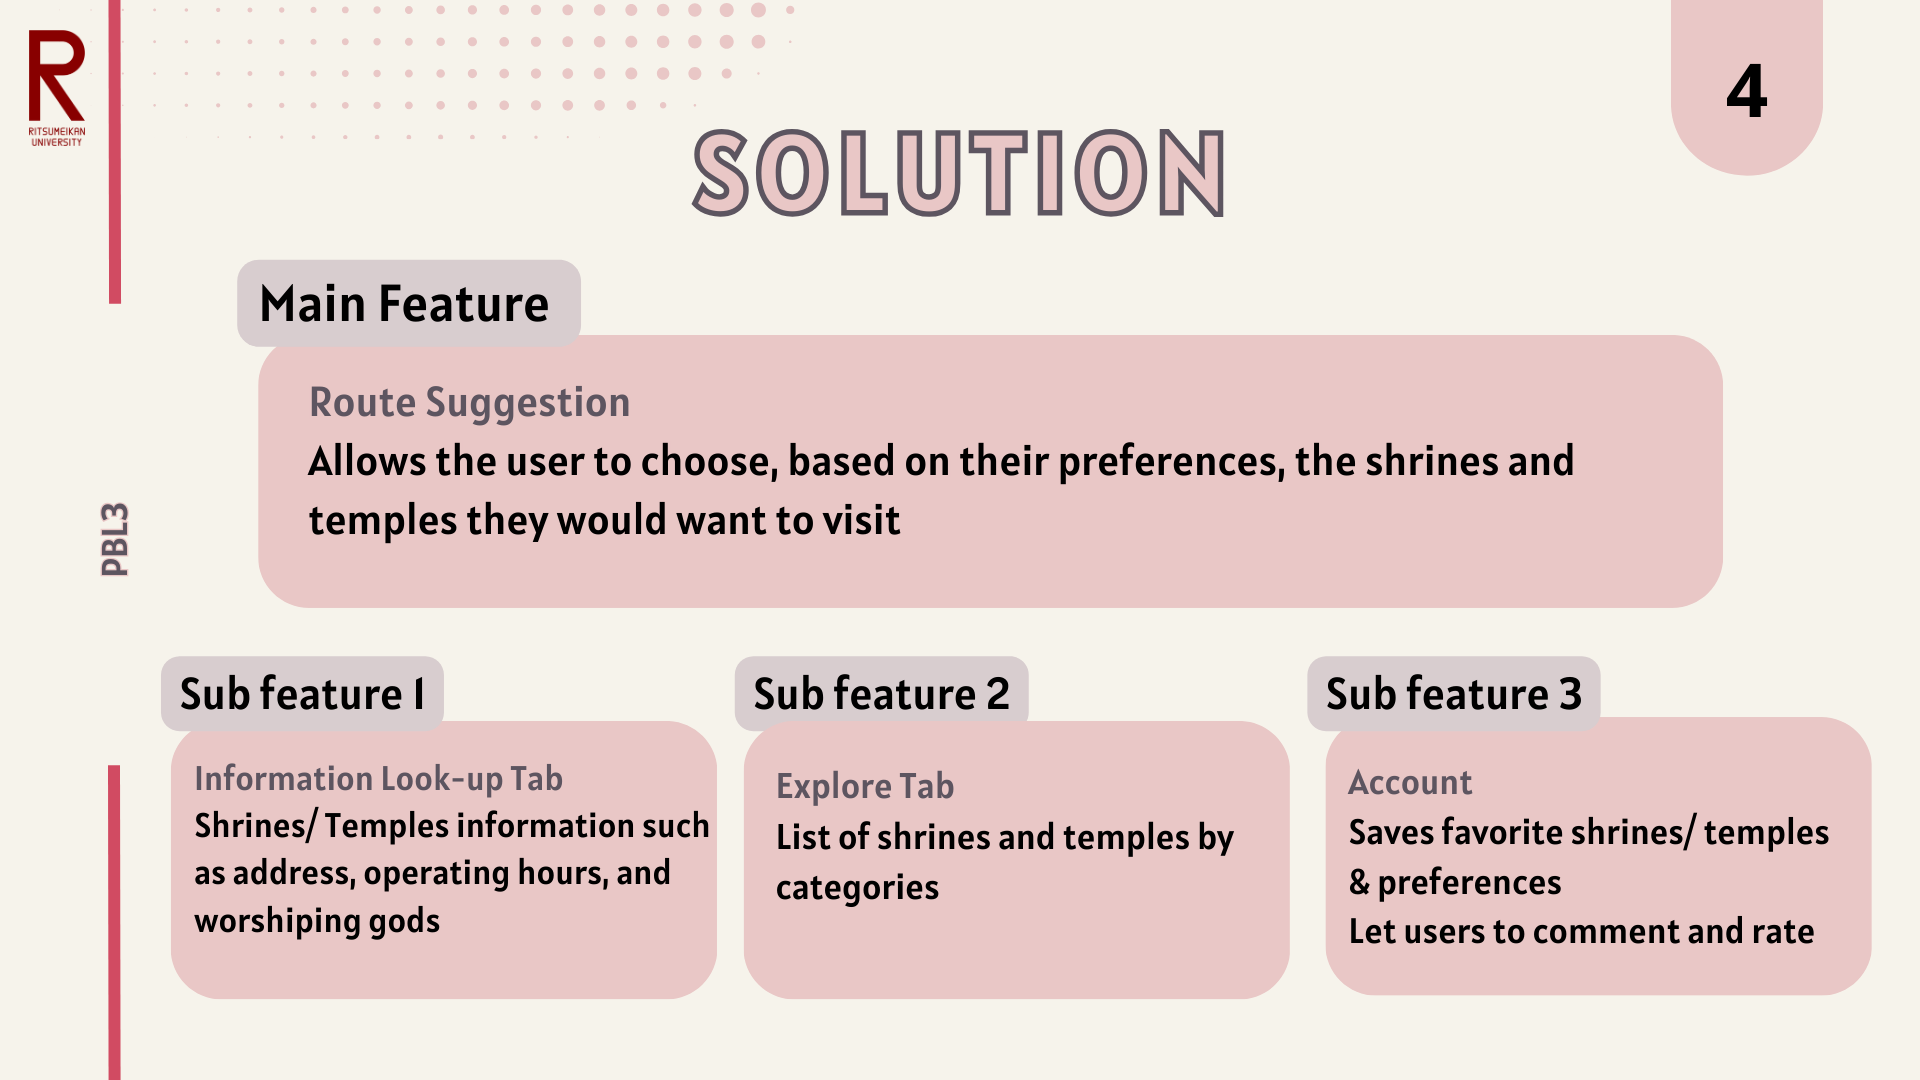 RITSUMEIKAN
UNIVERSITY
4
SOLUTION
Main Feature
Route Suggestion
Allows the user to choose, based on their preferences, the shrines and
temples they would want to visit
PBL3
Sub feature 1
Information Look-up Tab
Shrines/ Temples information such
as address, operating hours, and
worshiping gods
Sub feature 2
Explore Tab
List of shrines and temples by
categories
Sub feature 3
Account
Saves favorite shrines/ temples
& preferences
Let users to comment and rate